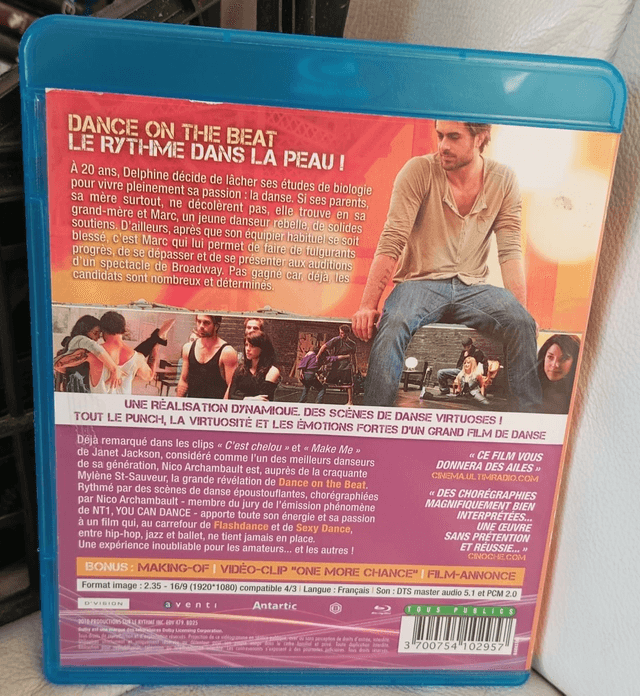 DANCE ON THE BEAT
LE RYTHME DANS LA PEAU !
À 20 ans, Delphine décide de lâcher ses études de biologie
pour vivre pleinement sa passion : la danse. Si ses parents,
sa mère surtout, ne décolèrent pas, elle trouve en sa
grand-mère et Marc, un jeune danseur rebelle, de solides
soutiens. D'ailleurs, après que son équipier habituel se soit
blessé, c'est Marc qui lui permet de faire de fulgurants
progrès, de se dépasser et de se présenter aux auditions
d'un spectacle de Broadway. Pas gagné car, déjà, les
candidats sont nombreux et déterminés.
UNE RÉALISATION DYNAMIQUE, DES SCÈNES DE DANSE VIRTUOSES !
TOUT LE PUNCH, LA VIRTUOSITÉ ET LES ÉMOTIONS FORTES D'UN GRAND FILM DE DANSE
Déjà remarqué dans les clips « C'est chelou » et « Make Me »
de Janet Jackson, considéré comme l'un des meilleurs danseurs
de sa génération, Nico Archambault est, auprès de la craquante
Mylène St-Sauveur, la grande révélation de Dance on the Beat.
Rythmé par des scènes de danse époustouflantes, chorégraphiées
par Nico Archambault - membre du jury de l'émission phénomène
de NT1, YOU CAN DANCE - apporte toute son énergie et sa passion
à un film qui, au carrefour de Flashdance et de Sexy Dance,
entre hip-hop, jazz et ballet, ne tient jamais en place.
Une expérience inoubliable pour les amateurs... et les autres !
« CE FILM VOUS
DONNERA DES AILES »
CINEMA.ULTIMRADIO.COM
« DES CHORÉGRAPHIES
MAGNIFIQUEMENT BIEN
INTERPRÉTÉES...
UNE ŒUVRE
SANS PRÉTENTION
ET RÉUSSIE... »
CINOCHE.COM
BONUS : MAKING-OF | VIDÉO-CLIP "ONE MORE CHANCE" | FILM-ANNONCE
Format image : 2.35 - 16/9 (1920*1080) compatible 4/3 | Langue : Français | Son : DTS master audio 5.1 et PCM 2.0
D'VISION
aventi
Antartic
TOUS PUBLICS
3 700754 102957